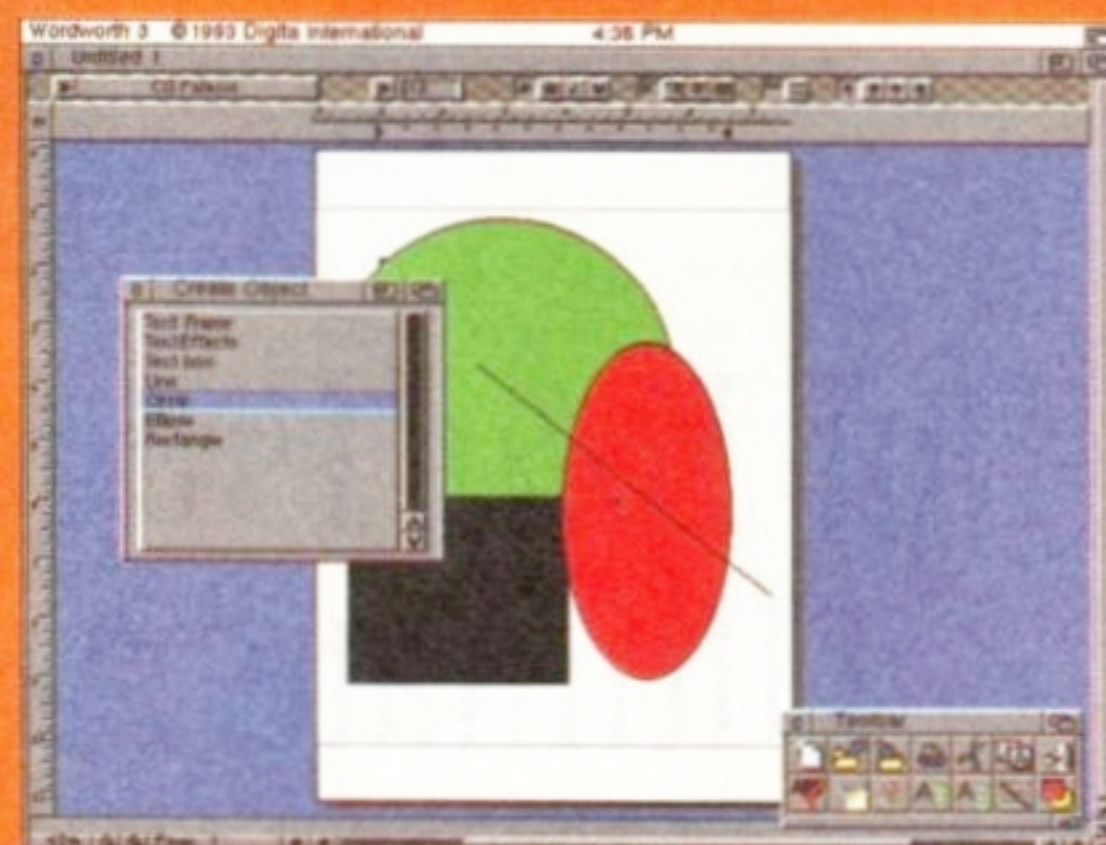 Wordworth 3 © 1993 Digita International 4:36 PM
Untitled 1
CG Palacio
Create Object
Text Frame
TextEffects
Text Icon
Line
Circle
Ellipse
Rectangle
Toolbar